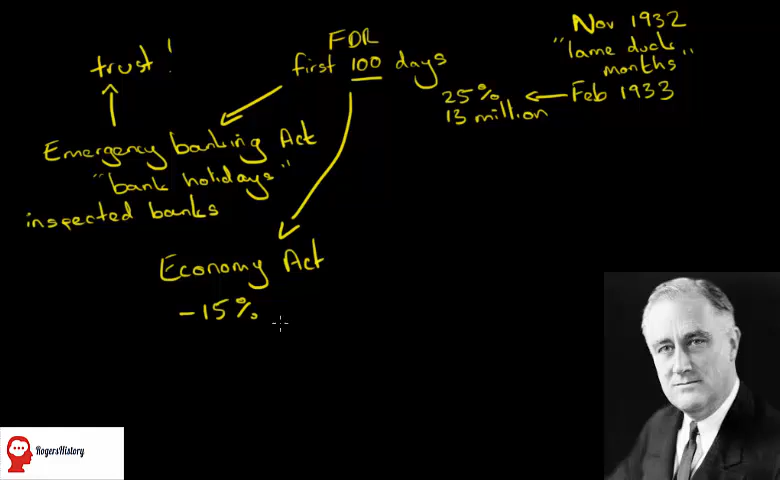 FDR
first 100 days
trust!
Emergency banking Act
"bank holidays"
inspected banks
Economy Act
-15%
Nov 1932
"lame duck
months"
Feb 1933
25%
13 million
RogersHistory